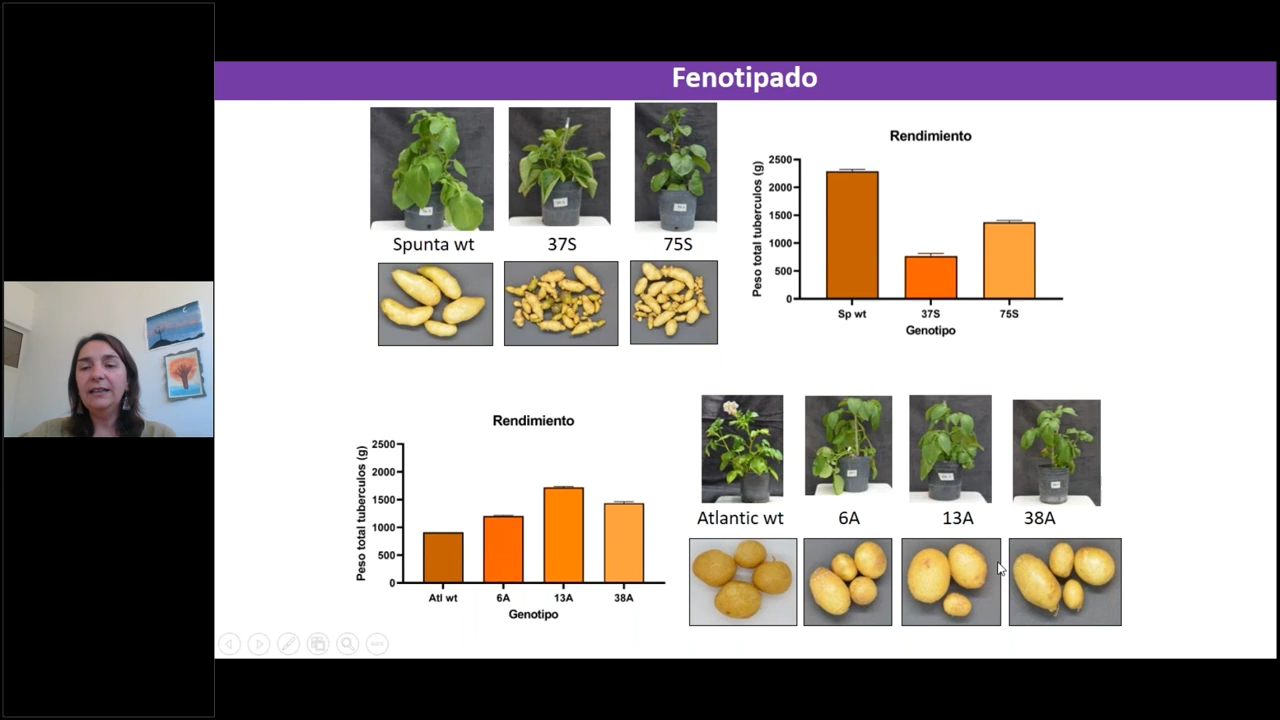 Fenotipado
Spunta wt
37S
75S
Rendimiento
Peso total tuberculos (g)
2500
2000
1500
1000
500
0
Sp wt
37S
75S
Genotipo
Rendimiento
Peso total tuberculos (g)
2500
2000
1500
1000
500
0
Atl wt
6A
13A
38A
Genotipo
Atlantic wt
6A
13A
38A